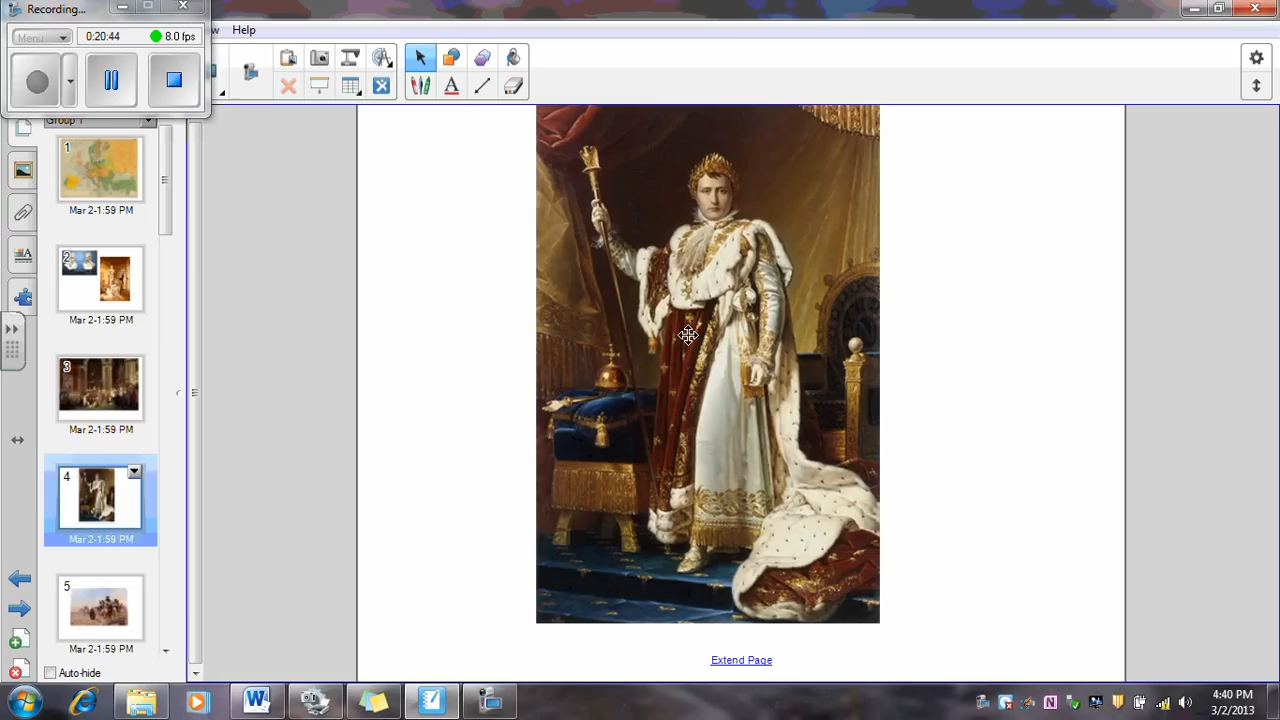 Recording...
Menu
0:20:44
8.0 fps
w
Help
Group 1
1
Mar 2-1:59 PM
2
Mar 2-1:59 PM
3
Mar 2-1:59 PM
4
Mar 2-1:59 PM
5
Mar 2-1:59 PM
Auto-hide
Extend Page
4:40 PM
3/2/2013